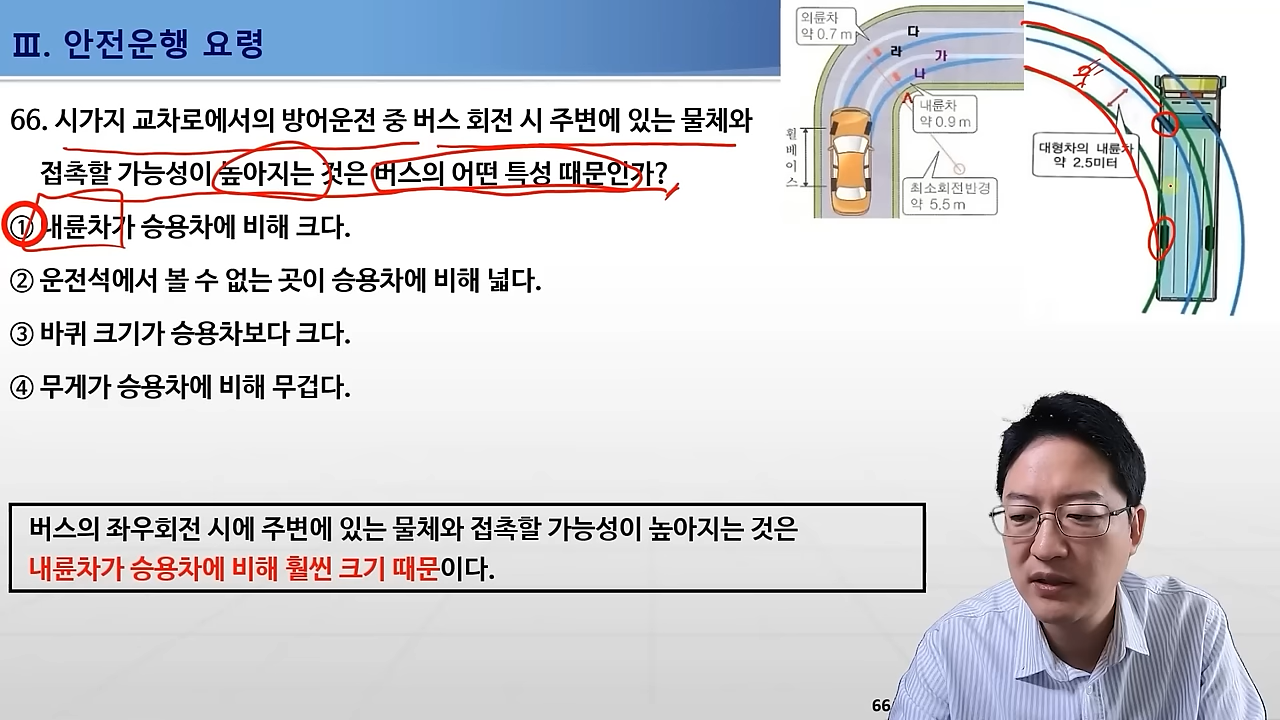 Ⅲ. 안전운행 요령
66. 시가지 교차로에서의 방어운전 중 버스 회전 시 주변에 있는 물체와
접촉할 가능성이 높아지는 것은 버스의 어떤 특성 때문인가?
① 내륜차가 승용차에 비해 크다.
② 운전석에서 볼 수 없는 곳이 승용차에 비해 넓다.
③ 바퀴 크기가 승용차보다 크다.
④ 무게가 승용차에 비해 무겁다.
버스의 좌우회전 시에 주변에 있는 물체와 접촉할 가능성이 높아지는 것은
내륜차가 승용차에 비해 훨씬 크기 때문이다.
외륜차
약 0.7 m
다
라
가
나
내륜차
약 0.9 m
휠베이스
최소회전반경
약 5.5 m
대형차의 내륜차
약 2.5미터
66